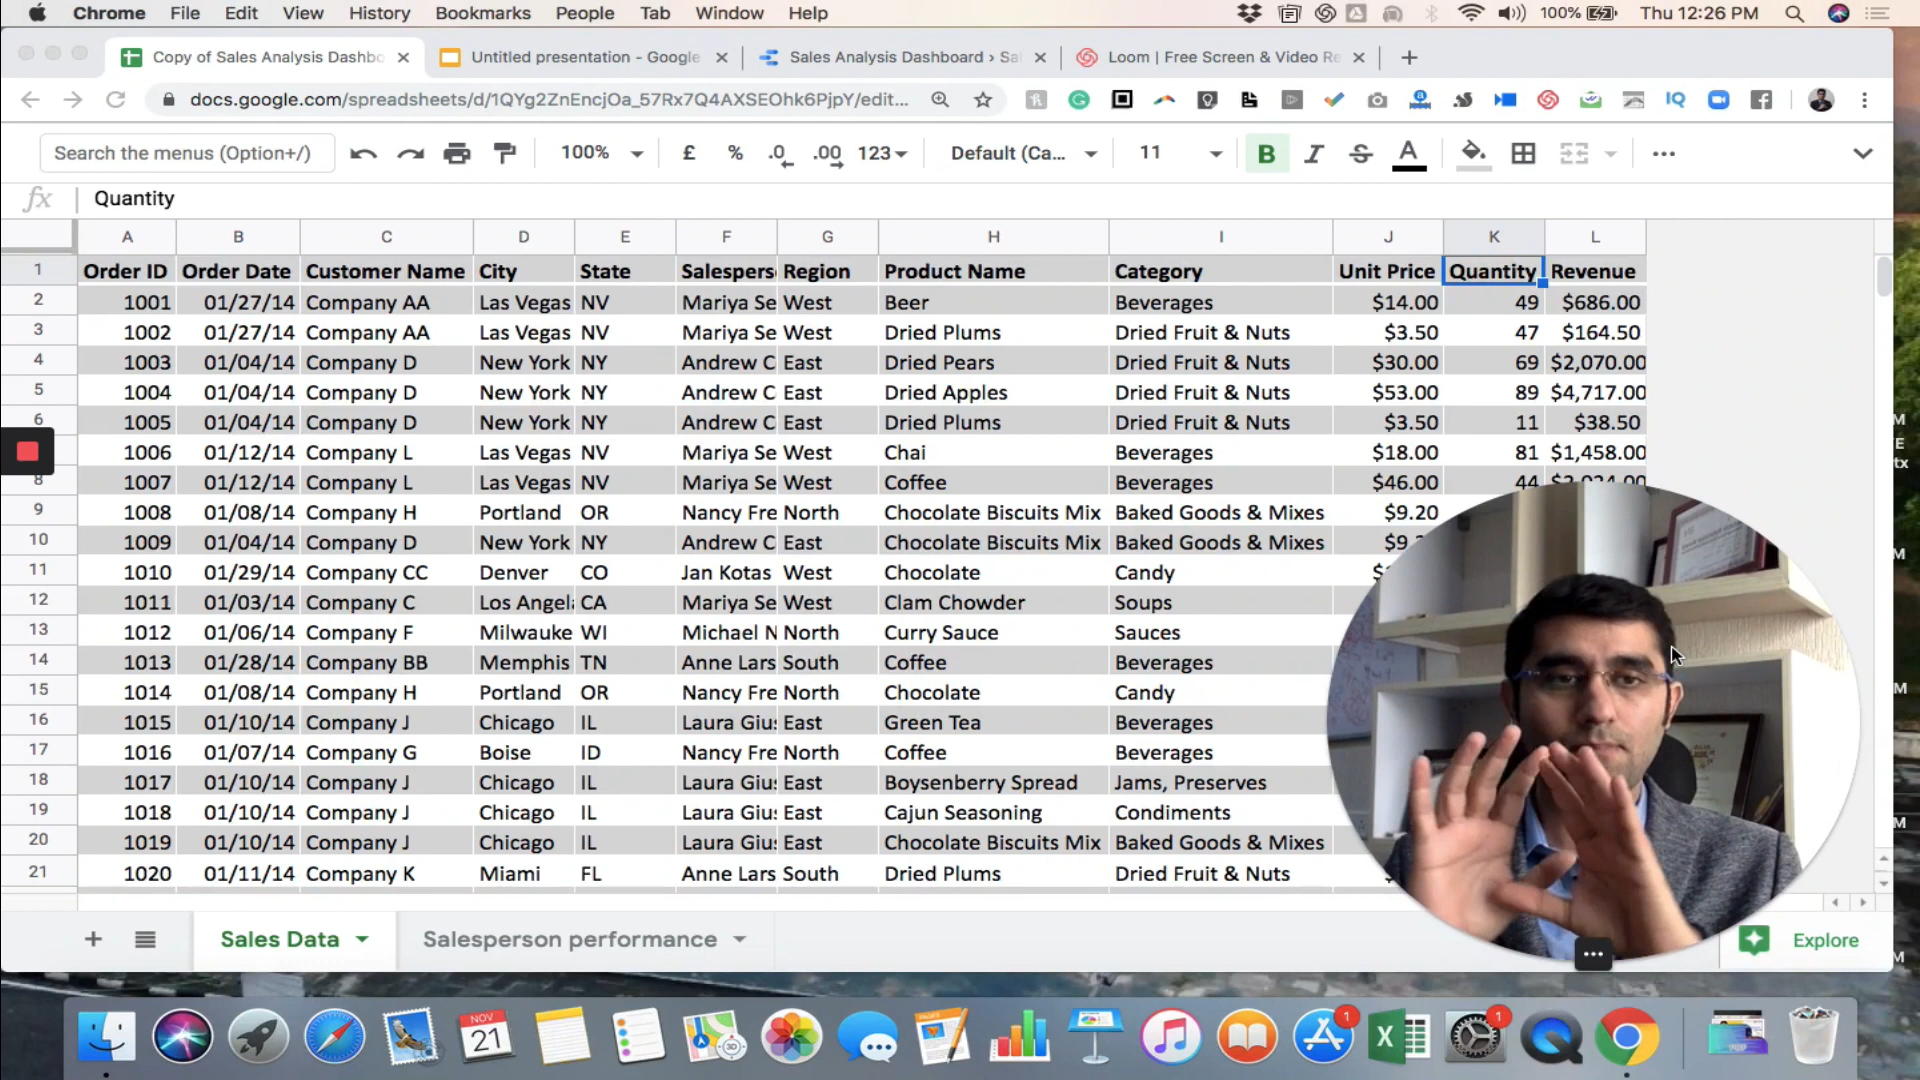 Chrome File Edit View History Bookmarks People Tab Window Help 100% Thu 12:26 PM
Copy of Sales Analysis Dashbo Untitled presentation - Google Sales Analysis Dashboard › Sa Loom | Free Screen & Video Re
docs.google.com/spreadsheets/d/1QYg2ZnEncjOa_57Rx7Q4AXSEOhk6PjpY/edit... IQ
Search the menus (Option+/) 100% £ % .0 .00 123 Default (Ca... 11 B I S A
fx Quantity
A B C D E F G H I J K L
1 Order ID Order Date Customer Name City State Salespers Region Product Name Category Unit Price Quantity Revenue
2 1001 01/27/14 Company AA Las Vegas NV Mariya Se West Beer Beverages $14.00 49 $686.00
3 1002 01/27/14 Company AA Las Vegas NV Mariya Se West Dried Plums Dried Fruit & Nuts $3.50 47 $164.50
4 1003 01/04/14 Company D New York NY Andrew C East Dried Pears Dried Fruit & Nuts $30.00 69 $2,070.00
5 1004 01/04/14 Company D New York NY Andrew C East Dried Apples Dried Fruit & Nuts $53.00 89 $4,717.00
6 1005 01/04/14 Company D New York NY Andrew C East Dried Plums Dried Fruit & Nuts $3.50 11 $38.50
1006 01/12/14 Company L Las Vegas NV Mariya Se West Chai Beverages $18.00 81 $1,458.00
8 1007 01/12/14 Company L Las Vegas NV Mariya Se West Coffee Beverages $46.00 44
9 1008 01/08/14 Company H Portland OR Nancy Fre North Chocolate Biscuits Mix Baked Goods & Mixes $9.20
10 1009 01/04/14 Company D New York NY Andrew C East Chocolate Biscuits Mix Baked Goods & Mixes
11 1010 01/29/14 Company CC Denver CO Jan Kotas West Chocolate Candy
12 1011 01/03/14 Company C Los Angel CA Mariya Se West Clam Chowder Soups
13 1012 01/06/14 Company F Milwauke WI Michael N North Curry Sauce Sauces
14 1013 01/28/14 Company BB Memphis TN Anne Lars South Coffee Beverages
15 1014 01/08/14 Company H Portland OR Nancy Fre North Chocolate Candy
16 1015 01/10/14 Company J Chicago IL Laura Giu East Green Tea Beverages
17 1016 01/07/14 Company G Boise ID Nancy Fre North Coffee Beverages
18 1017 01/10/14 Company J Chicago IL Laura Giu East Boysenberry Spread Jams, Preserves
19 1018 01/10/14 Company J Chicago IL Laura Giu East Cajun Seasoning Condiments
20 1019 01/10/14 Company J Chicago IL Laura Giu East Chocolate Biscuits Mix Baked Goods & Mixes
21 1020 01/11/14 Company K Miami FL Anne Lars South Dried Plums Dried Fruit & Nuts
Sales Data Salesperson performance Explore
NOV
21
1
1